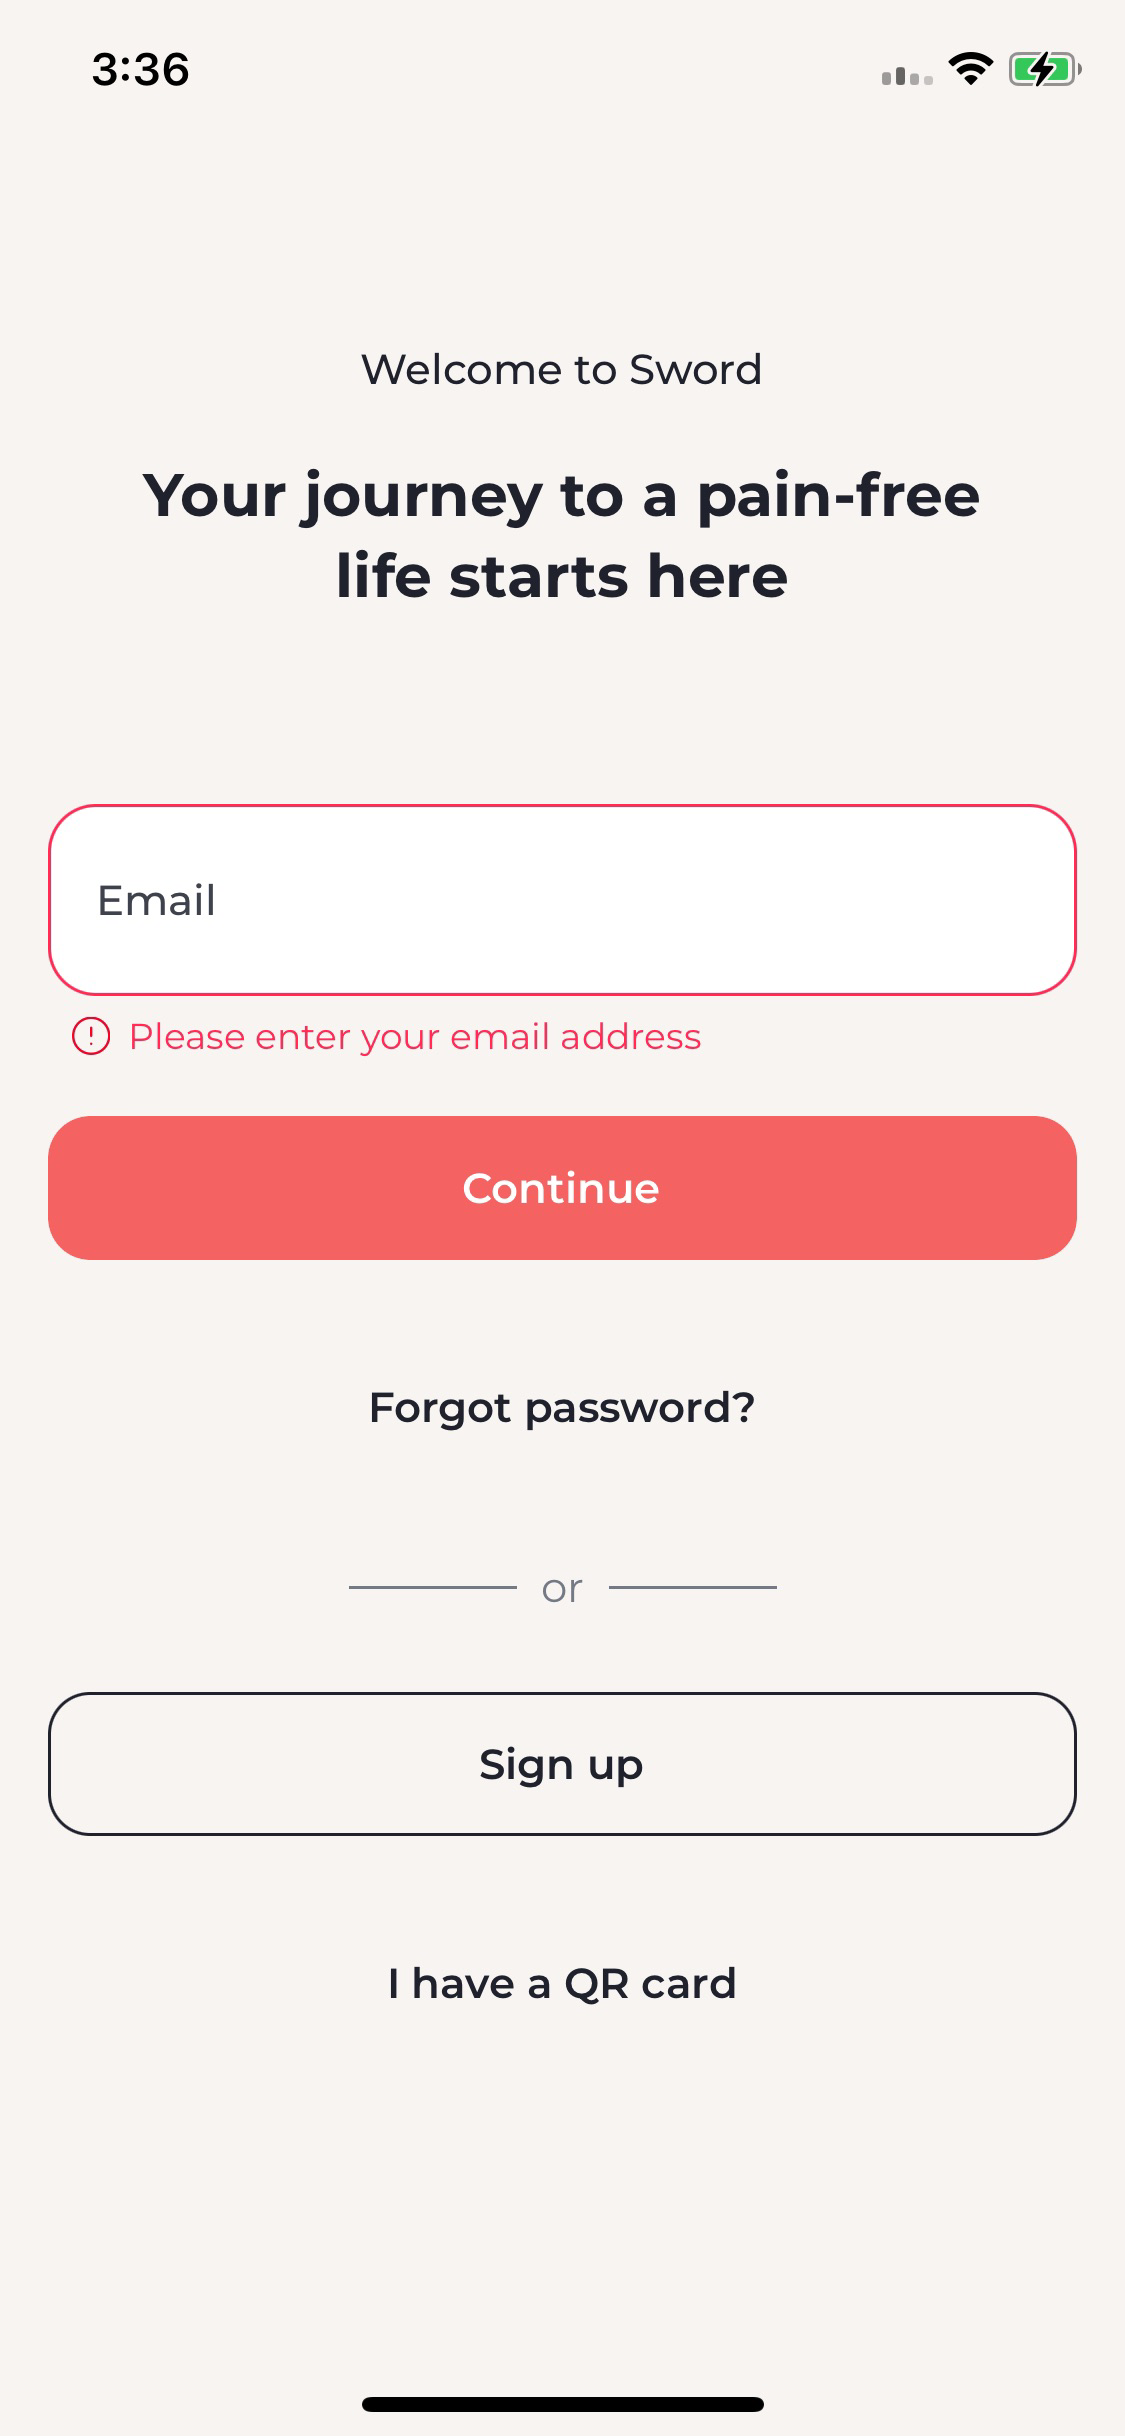 3:36
Welcome to Sword
Your journey to a pain-free
life starts here
Email
Please enter your email address
Continue
Forgot password?
or
Sign up
I have a QR card